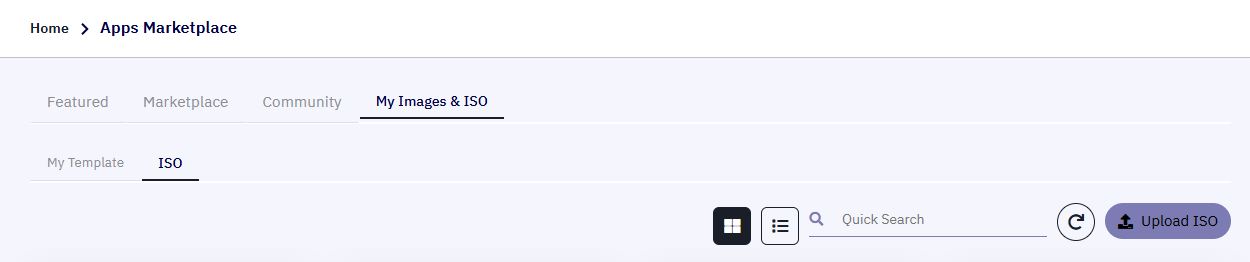 Home Apps Marketplace
Featured Marketplace Community My Images & ISO
My Template ISO
Quick Search Upload ISO